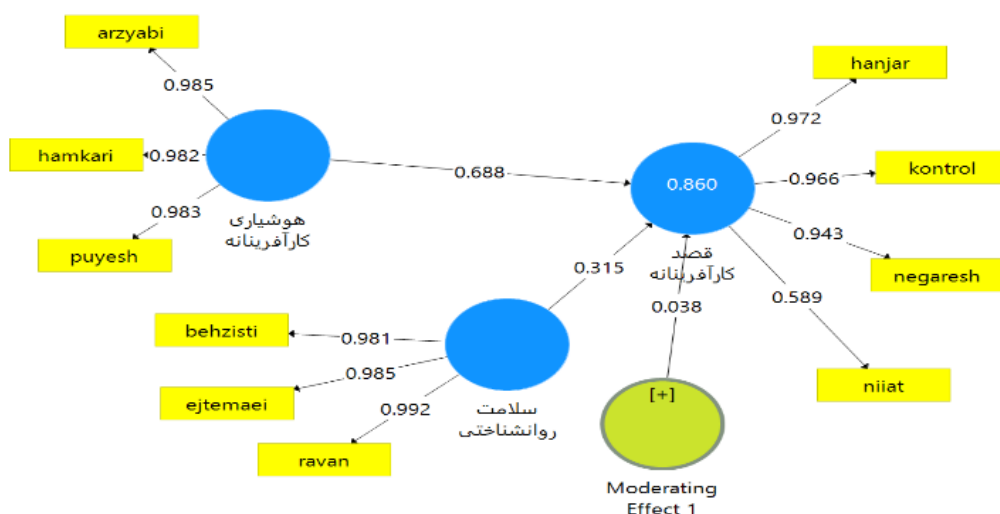 arzyabi
0.985
hamkari
0.982
0.983
puyesh
هوشیاری
کارآفرینانه
0.688
hanjar
0.972
0.860
0.966
kontrol
0.943
negaresh
0.589
niiat
قصد
کارآفرینانه
0.315
0.038
behzisti
0.981
ejtemaei
0.985
0.992
ravan
سلامت
روانشناختی
[+]
Moderating
Effect 1